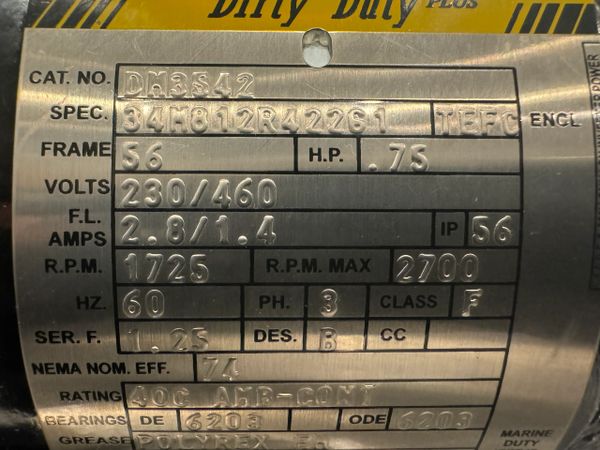 Dirty Duty PLUS
CAT. NO. DM3542
SPEC. 34M812R422G1 TEFC ENCL
FRAME 56 H.P. .75
VOLTS 230/460
F.L. AMPS 2.8/1.4 IP 56
R.P.M. 1725 R.P.M. MAX 2700
HZ. 60 PH. 3 CLASS F
SER. F. 1.25 DES. B CC
NEMA NOM. EFF. 74
RATING 40C AMB-CONT
BEARINGS DE 6203 ODE 6203
GREASE POLYREX EM
MARINE DUTY
POWER